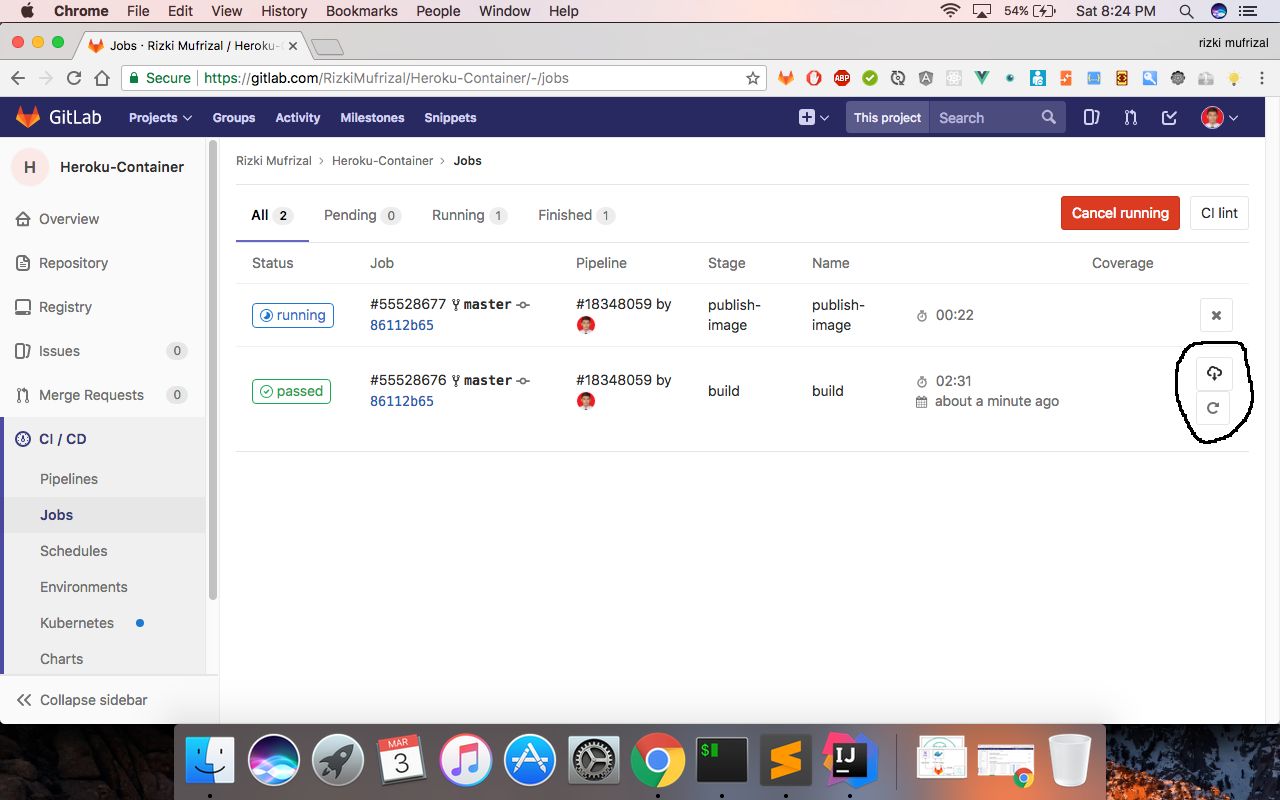 Chrome File Edit View History Bookmarks People Window Help 54% Sat 8:24 PM
Jobs · Rizki Mufrizal / Heroku-C rizki mufrizal
Secure https://gitlab.com/RizkiMufrizal/Heroku-Container/-/jobs ABP
GitLab Projects Groups Activity Milestones Snippets This project Search
H Heroku-Container
Overview
Repository
Registry
Issues 0
Merge Requests 0
CI / CD
Pipelines
Jobs
Schedules
Environments
Kubernetes
Charts
Collapse sidebar
Rizki Mufrizal > Heroku-Container > Jobs
All 2 Pending 0 Running 1 Finished 1 Cancel running CI lint
Status Job Pipeline Stage Name Coverage
running #55528677 master 86112b65 #18348059 by publish-image publish-image 00:22
passed #55528676 master 86112b65 #18348059 by build build 02:31
about a minute ago
MAR
3
$
IJ